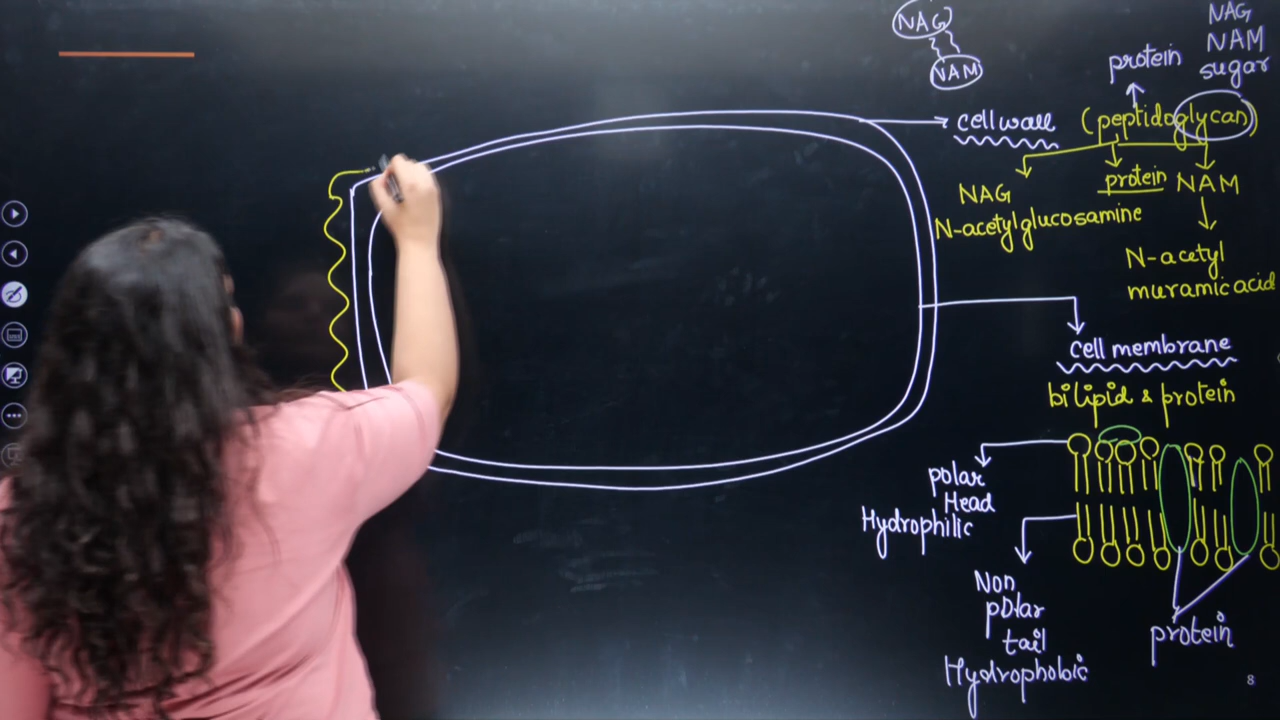 NAG
NAM
NAG
NAM
sugar
protein
cell wall (peptidoglycan)
NAG
N-acetylglucosamine
protein
NAM
N-acetyl
muramic acid
cell membrane
bilipid & protein
polar
Head
Hydrophilic
Non
polar
tail
Hydrophobic
protein
8